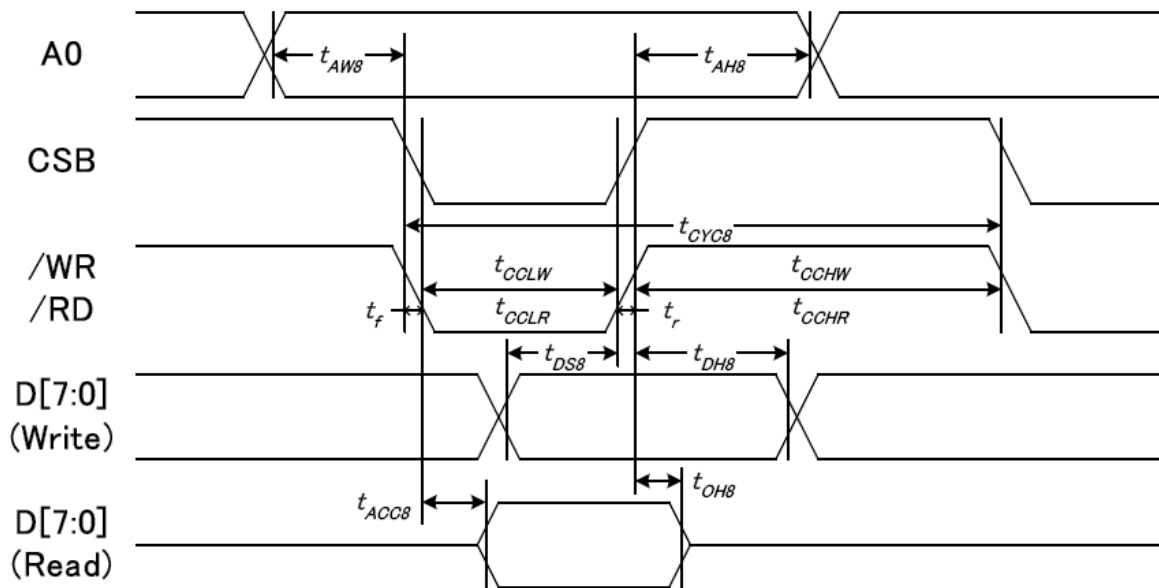 A0
t_AW8
t_AH8
CSB
t_CYC8
/WR
/RD
t_CCLW
t_CCHW
t_f
t_CCLR
t_r
t_CCHR
t_DS8
t_DH8
D[7:0]
(Write)
t_ACC8
t_OH8
D[7:0]
(Read)